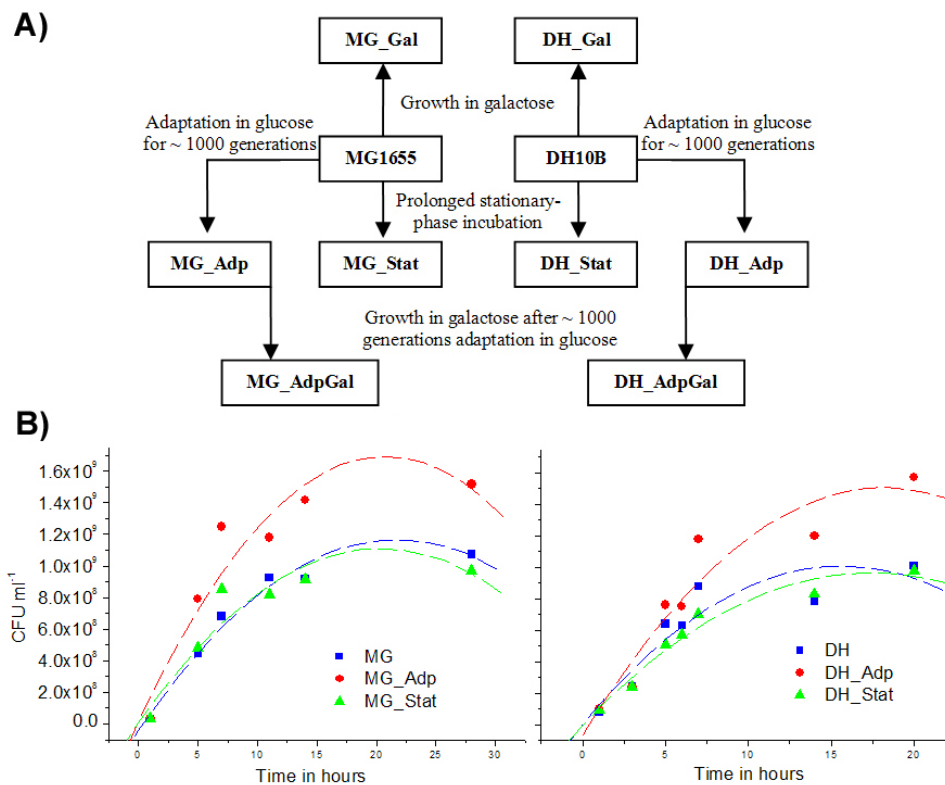 A)
MG_Gal
DH_Gal
Growth in galactose
Adaptation in glucose
for ~ 1000 generations
Adaptation in glucose
for ~ 1000 generations
MG1655
DH10B
Prolonged stationary-
phase incubation
MG_Adp
MG_Stat
DH_Stat
DH_Adp
Growth in galactose after ~ 1000
generations adaptation in glucose
MG_AdpGal
DH_AdpGal
B)
CFU ml⁻¹
1.6x10⁹
1.4x10⁹
1.2x10⁹
1.0x10⁹
8.0x10⁸
6.0x10⁸
4.0x10⁸
2.0x10⁸
0.0
MG
MG_Adp
MG_Stat
0 5 10 15 20 25 30
Time in hours
DH
DH_Adp
DH_Stat
0 5 10 15 20
Time in hours